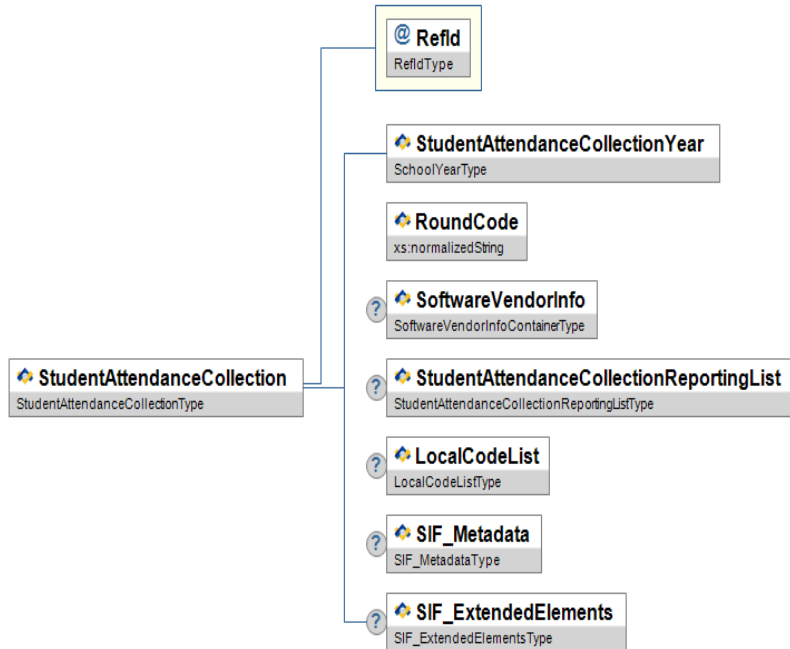 @ RefId
RefIdType
StudentAttendanceCollectionYear
SchoolYearType
RoundCode
xs:normalizedString
? SoftwareVendorInfo
SoftwareVendorInfoContainerType
StudentAttendanceCollection
StudentAttendanceCollectionType
? StudentAttendanceCollectionReportingList
StudentAttendanceCollectionReportingListType
? LocalCodeList
LocalCodeListType
? SIF_Metadata
SIF_MetadataType
? SIF_ExtendedElements
SIF_ExtendedElementsType